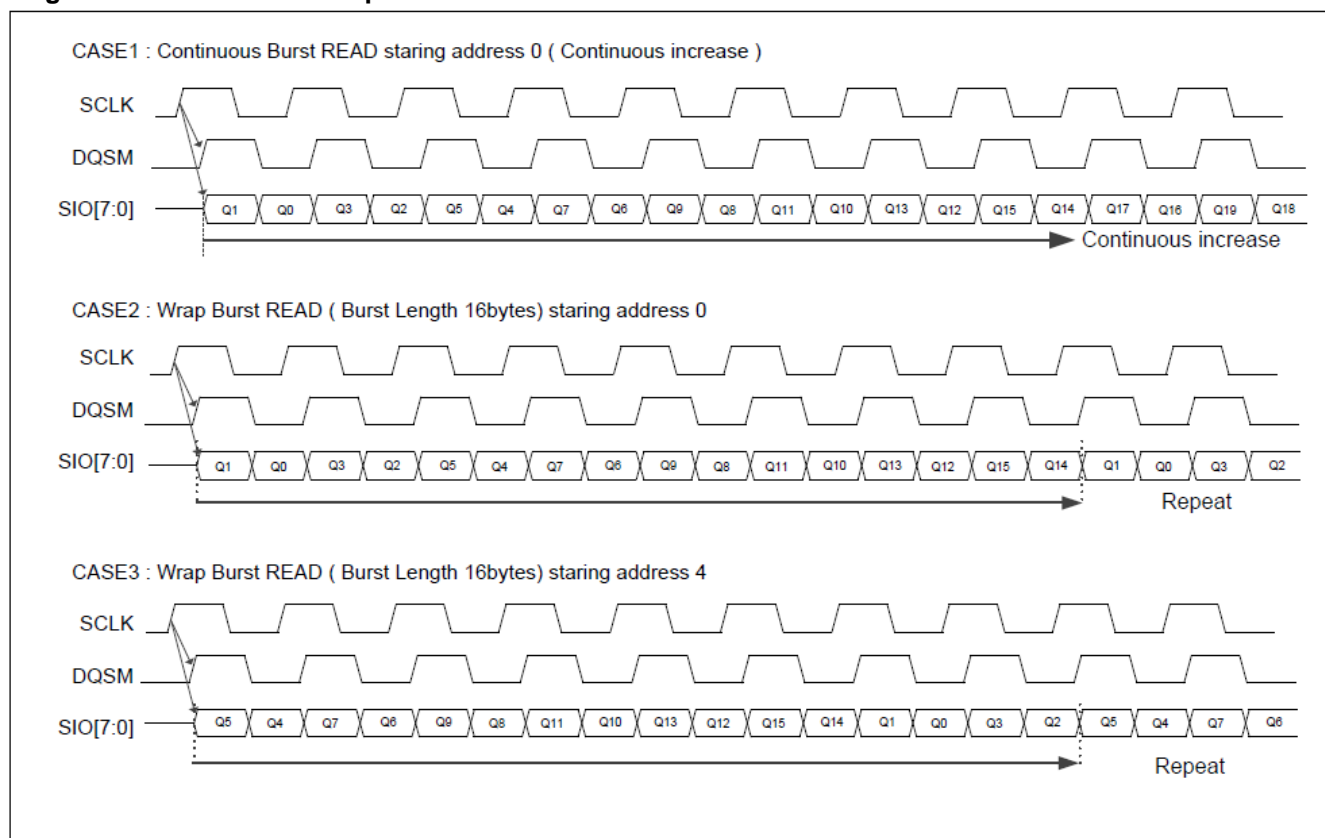 CASE1 : Continuous Burst READ staring address 0 ( Continuous increase )
SCLK
DQSM
SIO[7:0] Q1 Q0 Q3 Q2 Q5 Q4 Q7 Q6 Q9 Q8 Q11 Q10 Q13 Q12 Q15 Q14 Q17 Q16 Q19 Q18
Continuous increase
CASE2 : Wrap Burst READ ( Burst Length 16bytes) staring address 0
SCLK
DQSM
SIO[7:0] Q1 Q0 Q3 Q2 Q5 Q4 Q7 Q6 Q9 Q8 Q11 Q10 Q13 Q12 Q15 Q14 Q1 Q0 Q3 Q2
Repeat
CASE3 : Wrap Burst READ ( Burst Length 16bytes) staring address 4
SCLK
DQSM
SIO[7:0] Q5 Q4 Q7 Q6 Q9 Q8 Q11 Q10 Q13 Q12 Q15 Q14 Q1 Q0 Q3 Q2 Q5 Q4 Q7 Q6
Repeat